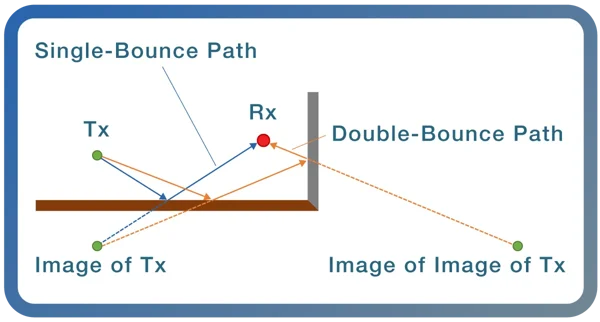 Single-Bounce Path
Rx
Tx
Double-Bounce Path
Image of Tx
Image of Image of Tx